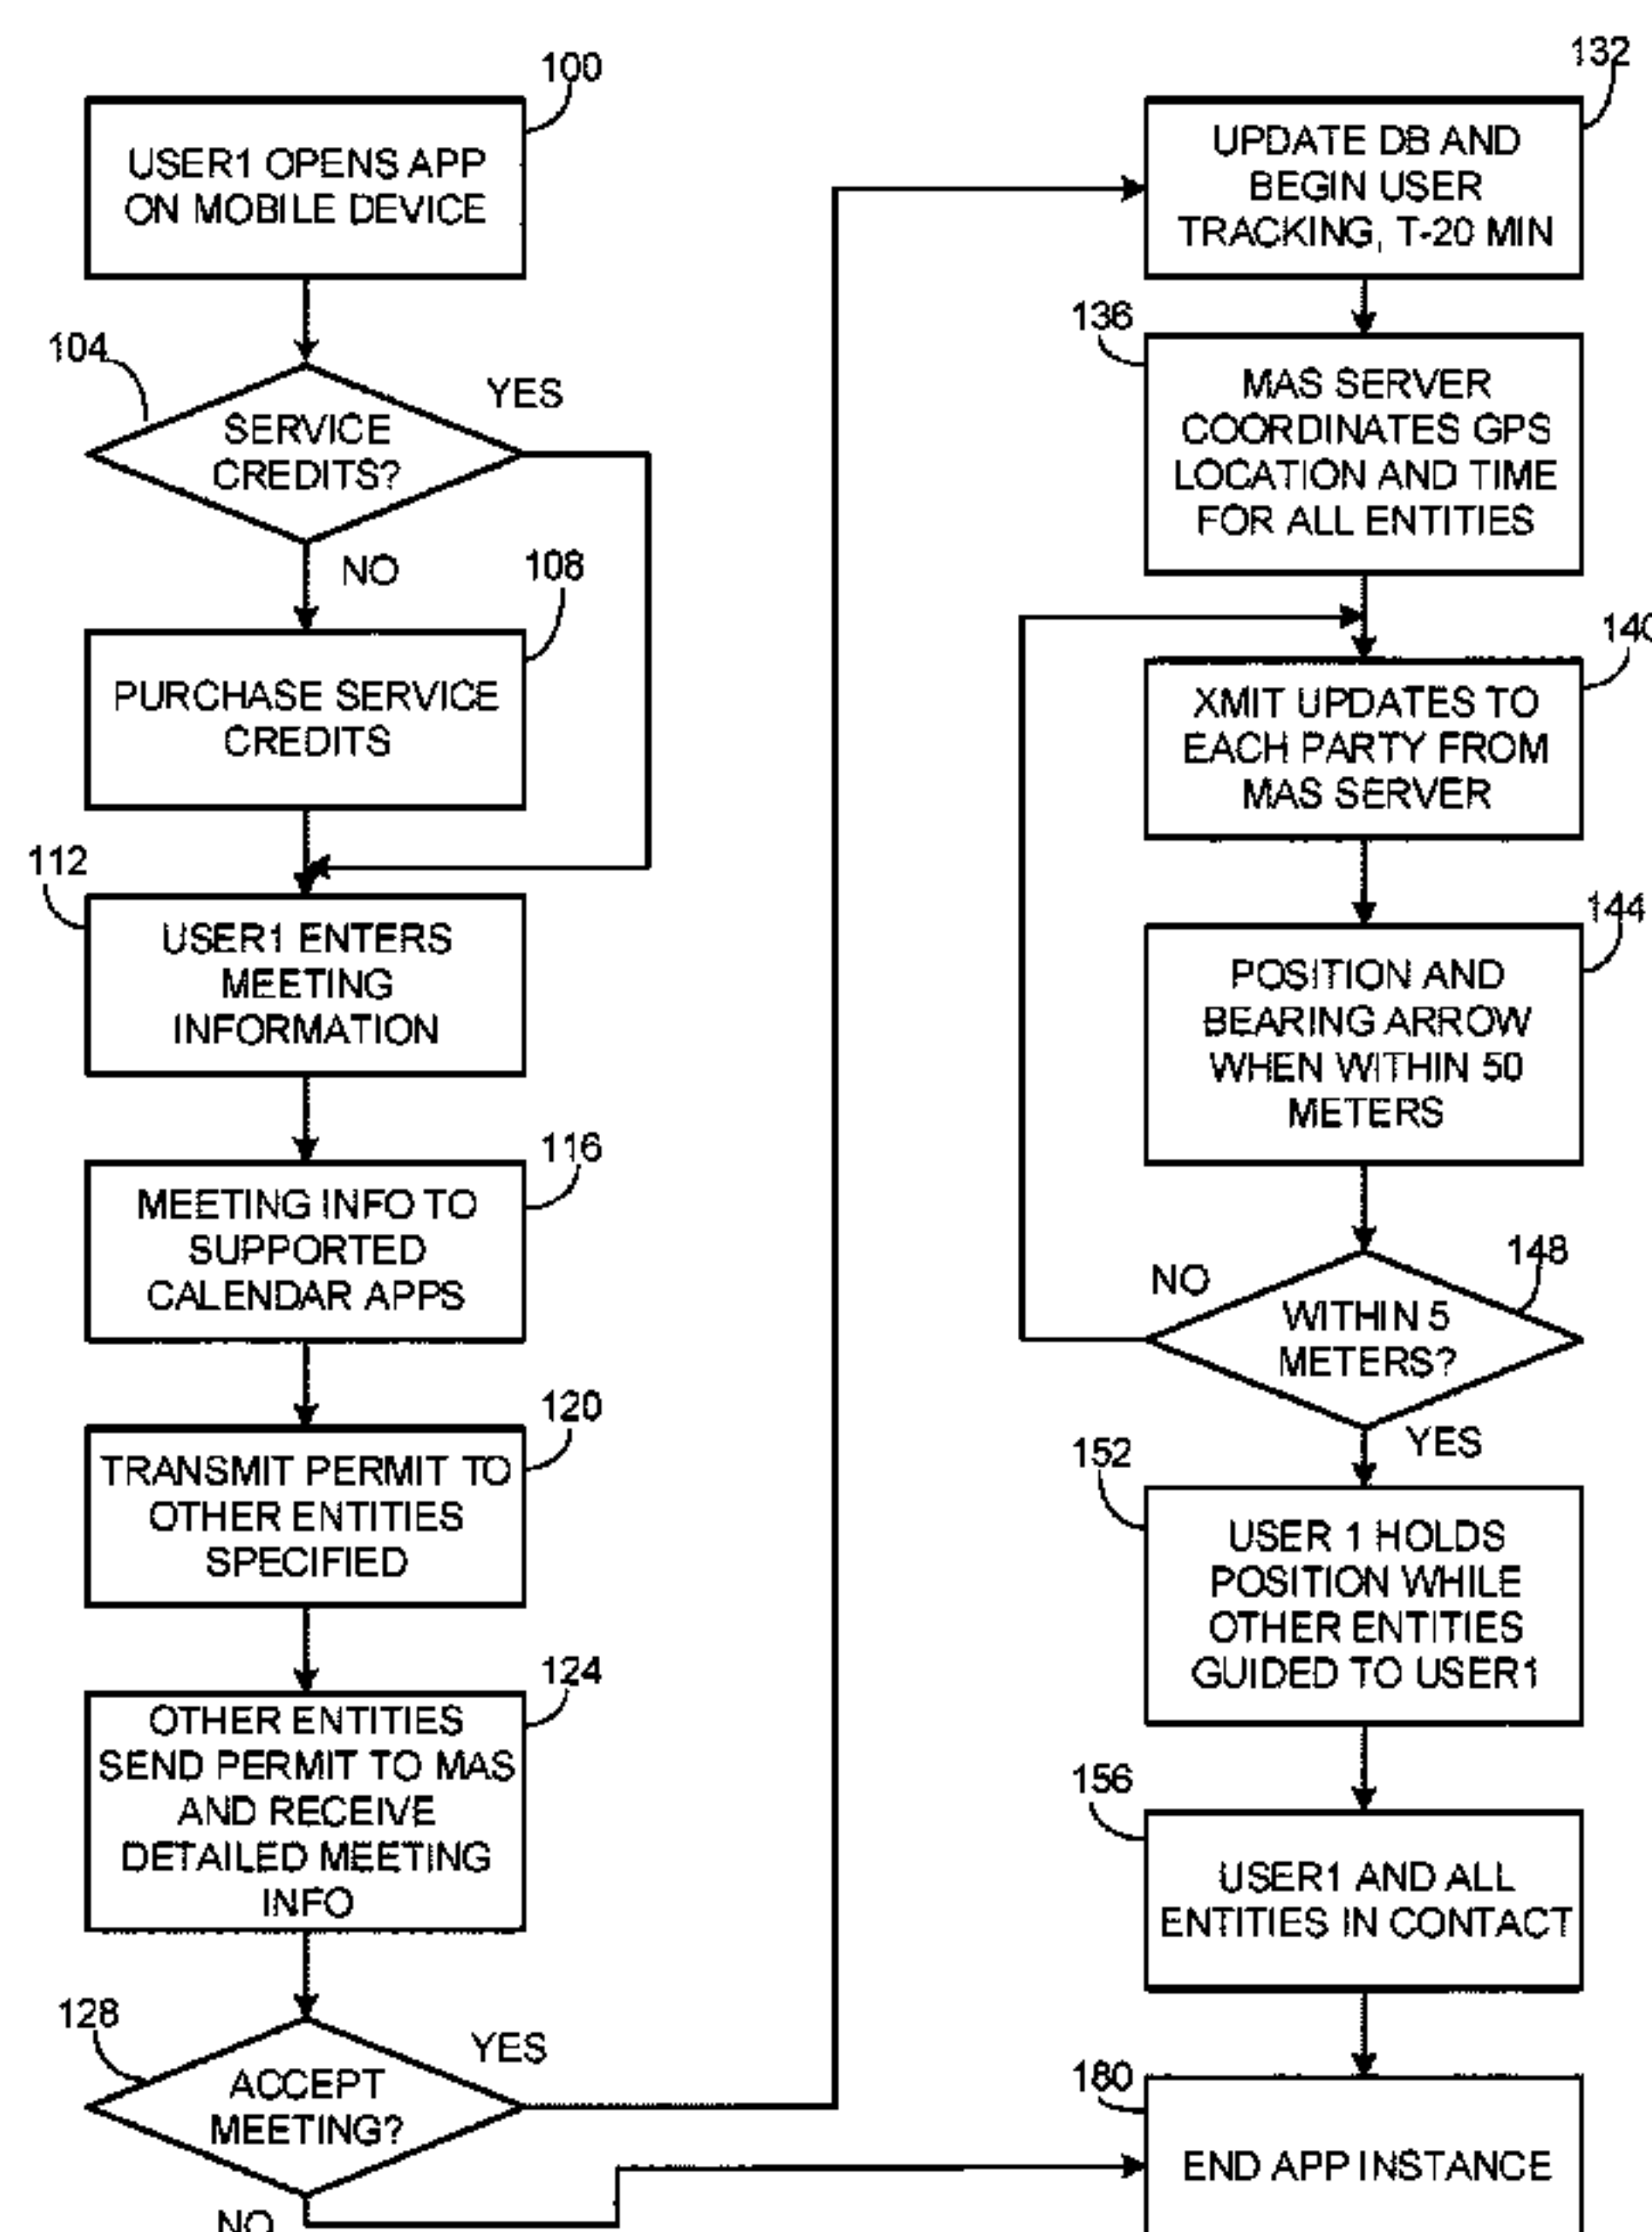 100
USER1 OPENS APP
ON MOBILE DEVICE
104
SERVICE
CREDITS?
YES
NO
108
PURCHASE SERVICE
CREDITS
112
USER1 ENTERS
MEETING
INFORMATION
116
MEETING INFO TO
SUPPORTED
CALENDAR APPS
120
TRANSMIT PERMIT TO
OTHER ENTITIES
SPECIFIED
124
OTHER ENTITIES
SEND PERMIT TO MAS
AND RECEIVE
DETAILED MEETING
INFO
128
ACCEPT
MEETING?
YES
NO
132
UPDATE DB AND
BEGIN USER
TRACKING, T-20 MIN
136
MAS SERVER
COORDINATES GPS
LOCATION AND TIME
FOR ALL ENTITIES
140
XMIT UPDATES TO
EACH PARTY FROM
MAS SERVER
144
POSITION AND
BEARING ARROW
WHEN WITHIN 50
METERS
148
NO
WITHIN 5
METERS?
YES
152
USER 1 HOLDS
POSITION WHILE
OTHER ENTITIES
GUIDED TO USER1
156
USER1 AND ALL
ENTITIES IN CONTACT
180
END APP INSTANCE